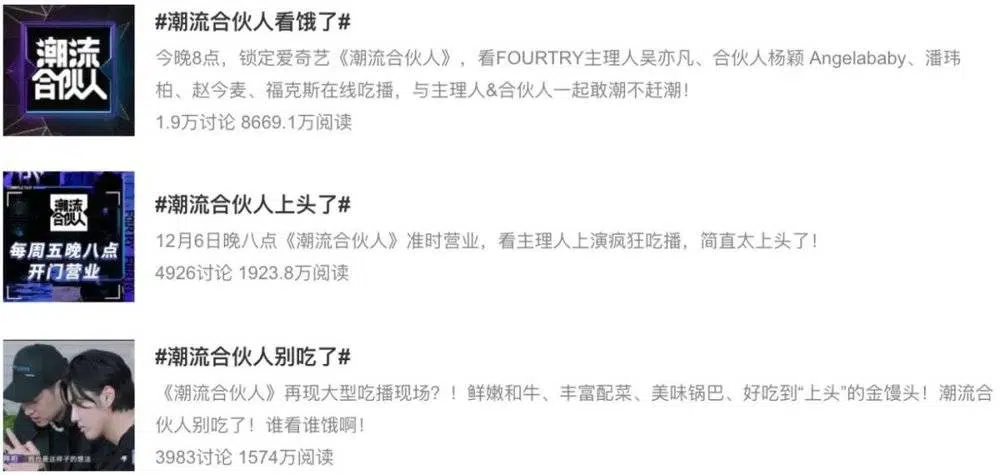 潮流
合伙人
#潮流合伙人看饿了#
今晚8点，锁定爱奇艺《潮流合伙人》，看FOURTRY主理人吴亦凡、合伙人杨颖 Angelababy、潘玮
柏、赵今麦、福克斯在线吃播，与主理人&合伙人一起敢潮不赶潮！
1.9万讨论 8669.1万阅读
潮流
合伙人
每周五晚八点
开门营业
#潮流合伙人上头了#
12月6日晚八点《潮流合伙人》准时营业，看主理人上演疯狂吃播，简直太上头了！
4926讨论 1923.8万阅读
#潮流合伙人别吃了#
《潮流合伙人》再现大型吃播现场？！鲜嫩和牛、丰富配菜、美味锅巴、好吃到“上头”的金馒头！潮流
合伙人别吃了！谁看谁饿啊！
3983讨论 1574万阅读